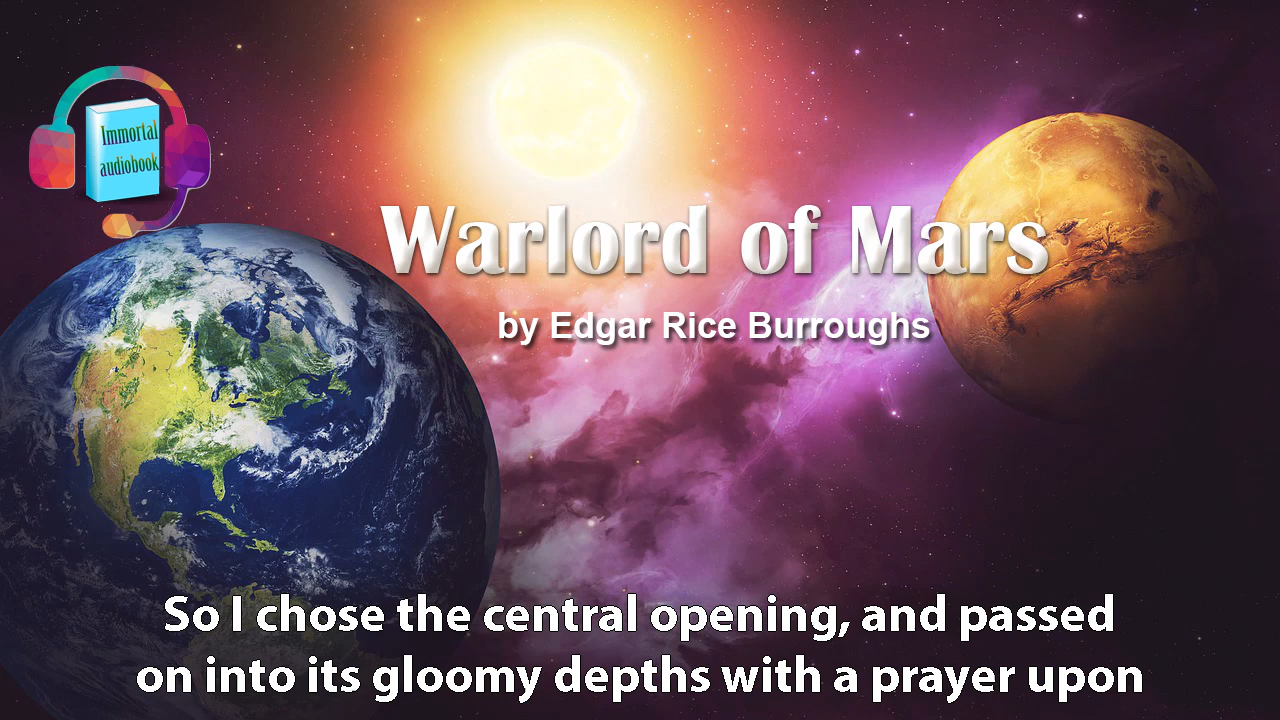 Immortal
audiobook
Warlord of Mars
by Edgar Rice Burroughs
So I chose the central opening, and passed
on into its gloomy depths with a prayer upon